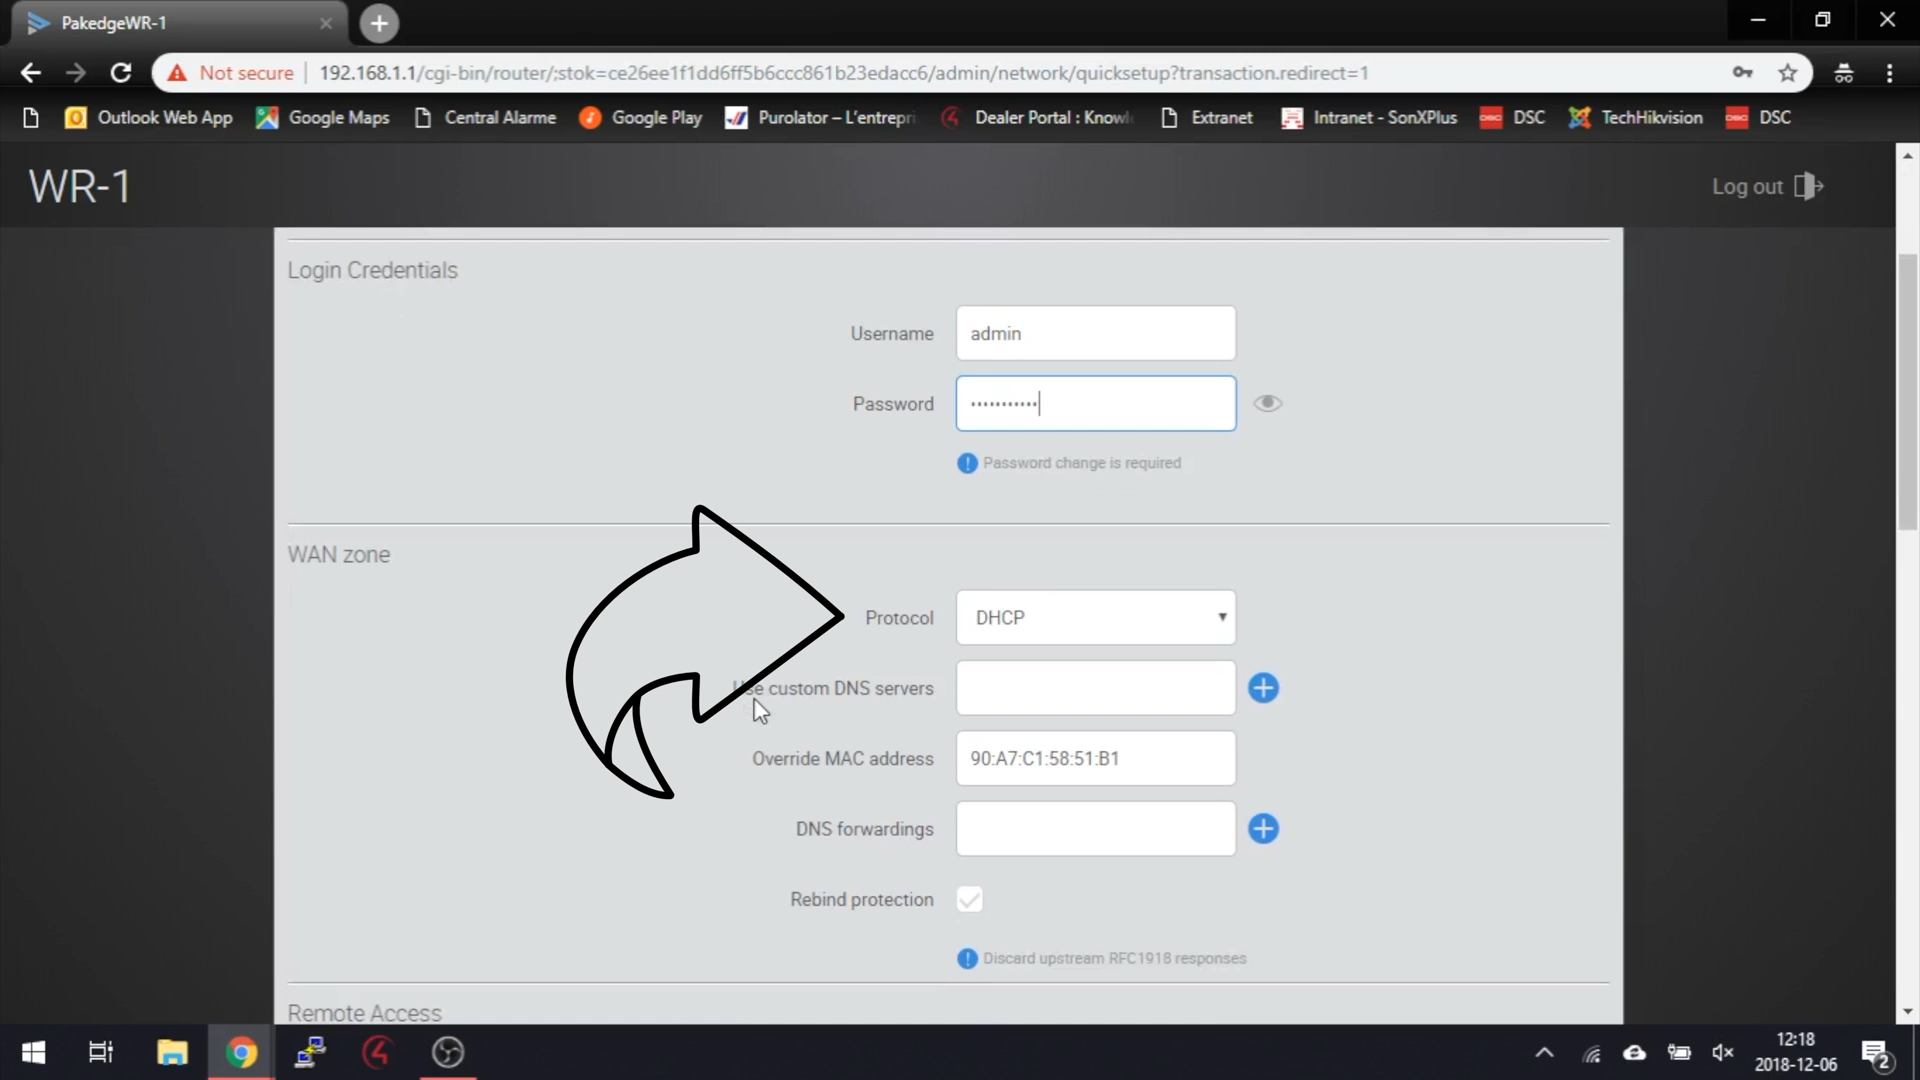 PakedgeWR-1
Not secure
192.168.1.1/cgi-bin/router/;stok=ce26ee1f1dd6ff5b6ccc861b23edacc6/admin/network/quicksetup?transaction.redirect=1
Outlook Web App
Google Maps
Central Alarme
Google Play
Purolator – L'entrepri
Dealer Portal : Knowl
Extranet
Intranet - SonXPlus
DSC
TechHikvision
DSC
WR-1
Log out
Login Credentials
Username
admin
Password
•••••••••••
Password change is required
WAN zone
Protocol
DHCP
Use custom DNS servers
Override MAC address
90:A7:C1:58:51:B1
DNS forwardings
Rebind protection
Discard upstream RFC1918 responses
Remote Access
12:18
2018-12-06
2